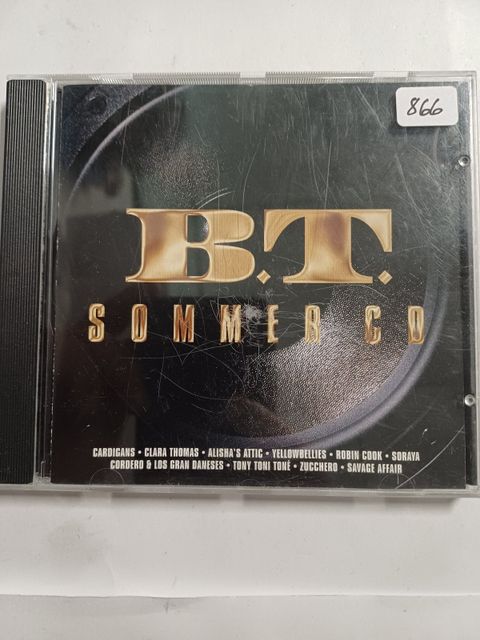 866
B.T.
SOMMER CD
CARDIGANS • CLARA THOMAS • ALISHA'S ATTIC • YELLOWBELLIES • ROBIN COOK • SORAYA
CORDERO & LOS GRAN DANESES • TONY TONI TONÉ • ZUCCHERO • SAVAGE AFFAIR